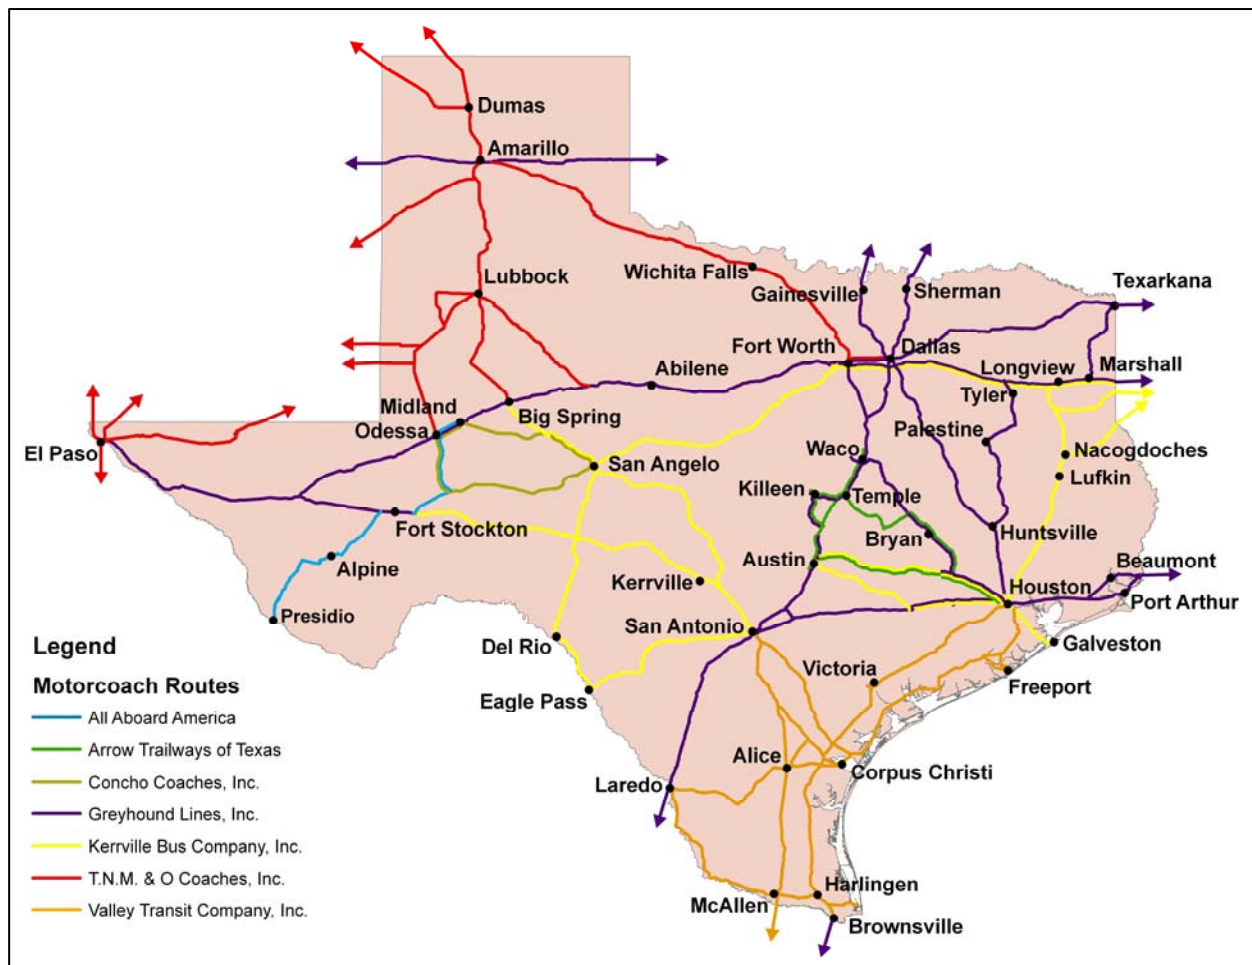 Dumas
Amarillo
Lubbock
Wichita Falls
Gainesville
Sherman
Texarkana
Fort Worth
Dallas
Abilene
Longview
Marshall
Tyler
Midland
Big Spring
Odessa
El Paso
Palestine
Nacogdoches
Waco
San Angelo
Lufkin
Killeen
Temple
Fort Stockton
Bryan
Huntsville
Alpine
Kerrville
Austin
Beaumont
Houston
Port Arthur
Presidio
San Antonio
Del Rio
Galveston
Victoria
Freeport
Eagle Pass
Alice
Corpus Christi
Laredo
McAllen
Harlingen
Brownsville
Legend
Motorcoach Routes
All Aboard America
Arrow Trailways of Texas
Concho Coaches, Inc.
Greyhound Lines, Inc.
Kerrville Bus Company, Inc.
T.N.M. & O Coaches, Inc.
Valley Transit Company, Inc.